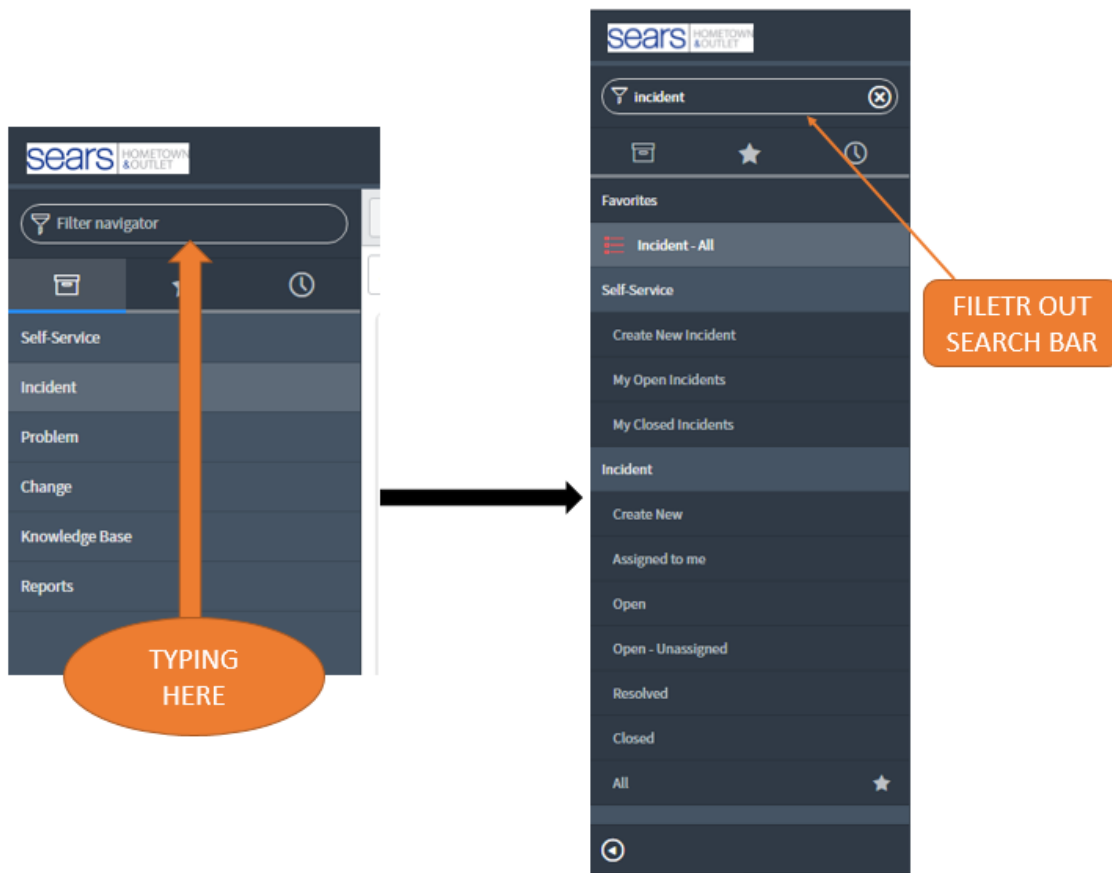 sears HOMETOWN
&OUTLET
Filter navigator
Self-Service
Incident
Problem
Change
Knowledge Base
Reports
TYPING
HERE
sears HOMETOWN
&OUTLET
incident
Favorites
Incident - All
Self-Service
Create New Incident
My Open Incidents
My Closed Incidents
Incident
Create New
Assigned to me
Open
Open - Unassigned
Resolved
Closed
All
FILETR OUT
SEARCH BAR